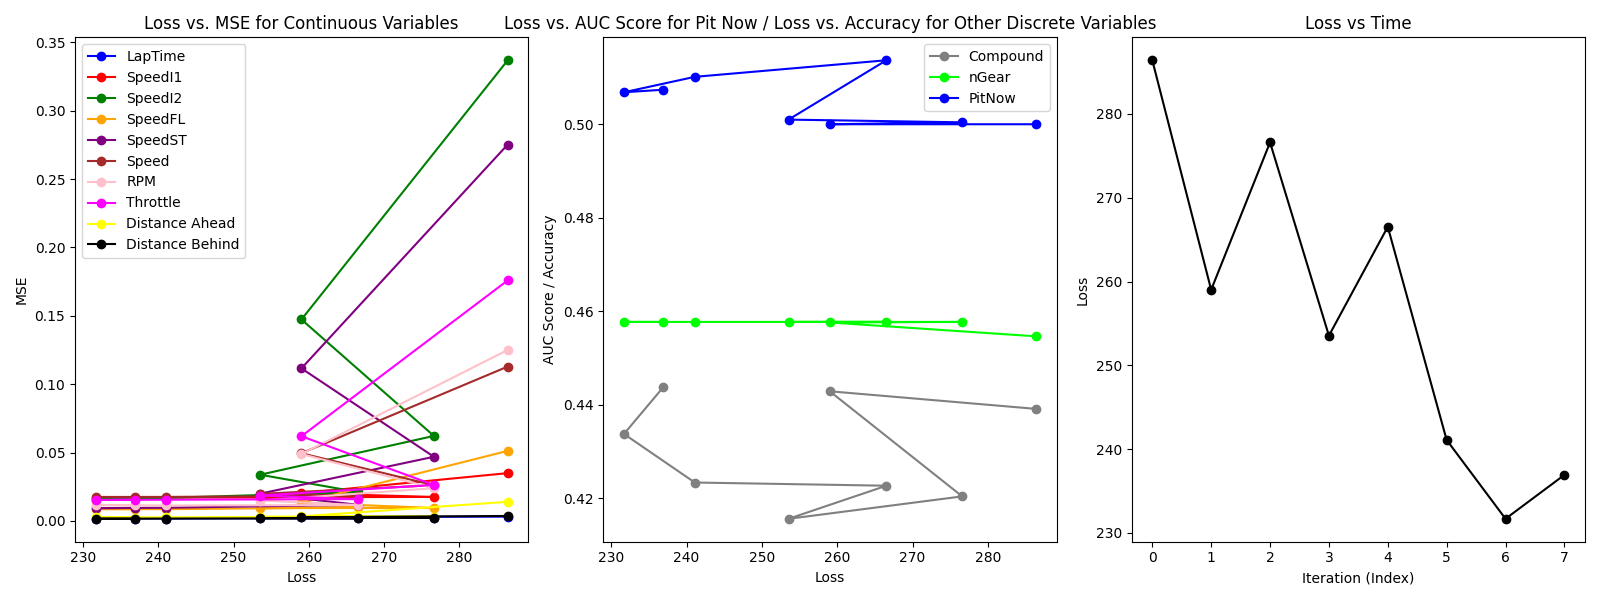 Loss vs. MSE for Continuous Variables
MSE
0.35
0.30
0.25
0.20
0.15
0.10
0.05
0.00
LapTime
SpeedI1
SpeedI2
SpeedFL
SpeedST
Speed
RPM
Throttle
Distance Ahead
Distance Behind
230 240 250 260 270 280
Loss
Loss vs. AUC Score for Pit Now / Loss vs. Accuracy for Other Discrete Variables
AUC Score / Accuracy
0.50
0.48
0.46
0.44
0.42
Compound
nGear
PitNow
230 240 250 260 270 280
Loss
Loss vs Time
Loss
280
270
260
250
240
230
0 1 2 3 4 5 6 7
Iteration (Index)